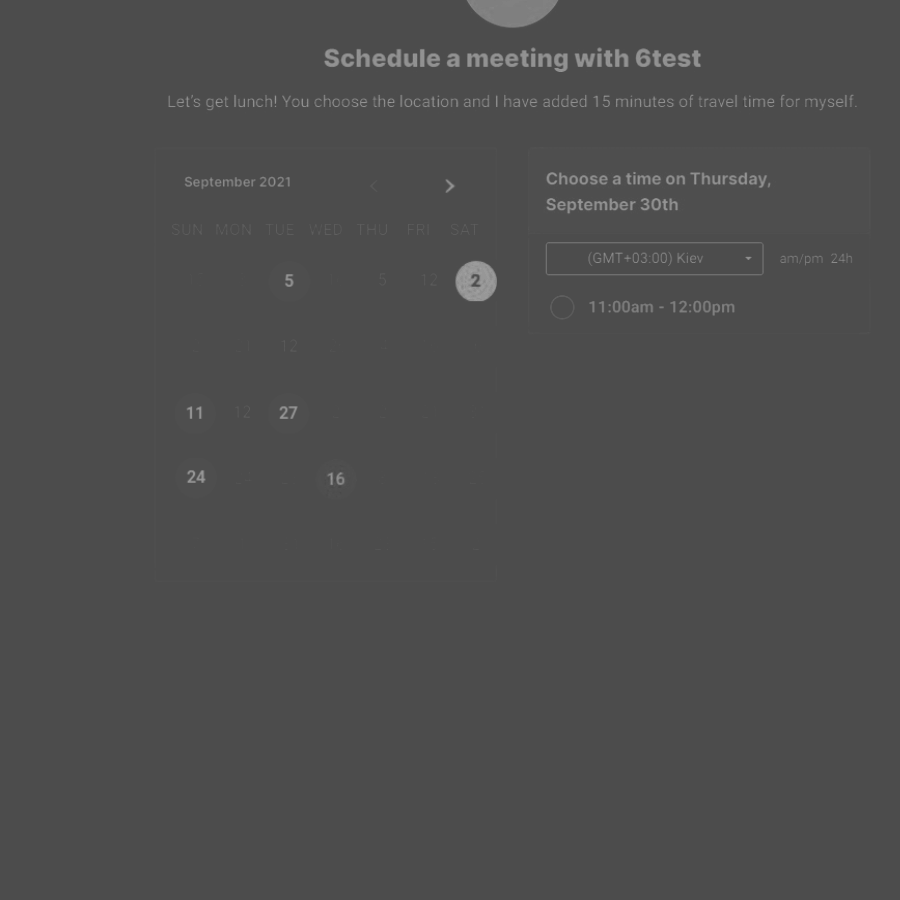 Schedule a meeting with 6test
Let's get lunch! You choose the location and I have added 15 minutes of travel time for myself.
September 2021
SUN MON TUE WED THU FRI SAT
5 5 12 2
12
11 12 27
24 16
Choose a time on Thursday,
September 30th
(GMT+03:00) Kiev am/pm 24h
11:00am - 12:00pm